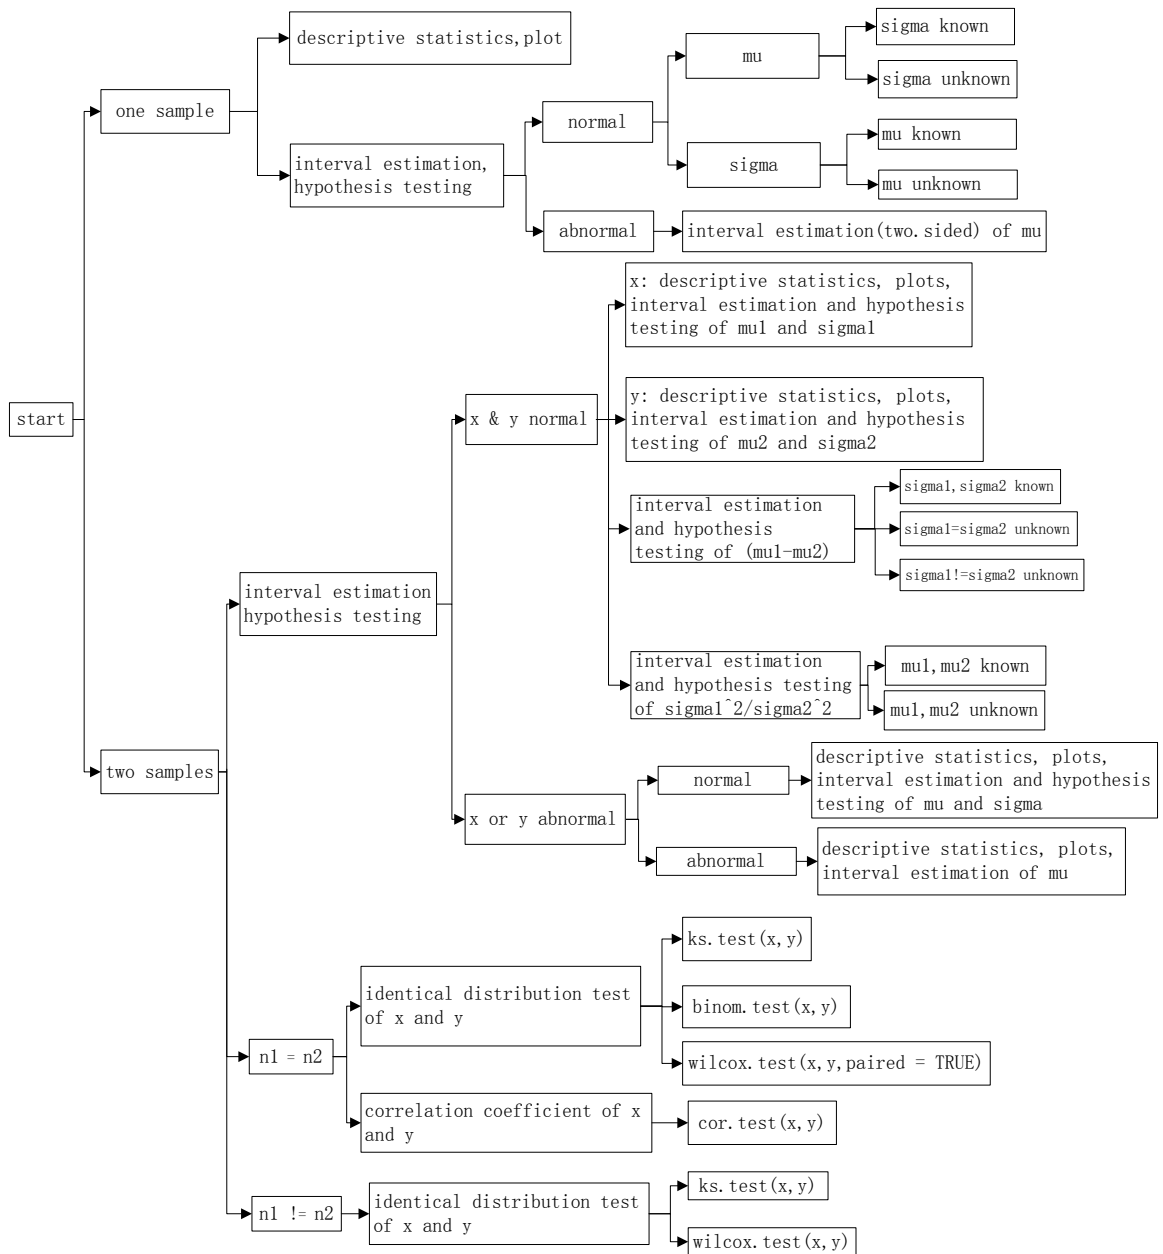 descriptive statistics,plot
one sample
interval estimation,
hypothesis testing
normal
mu
sigma known
sigma unknown
sigma
mu known
mu unknown
abnormal
interval estimation(two.sided) of mu
start
x: descriptive statistics, plots,
interval estimation and hypothesis
testing of mu1 and sigma1
x & y normal
y: descriptive statistics, plots,
interval estimation and hypothesis
testing of mu2 and sigma2
interval estimation
and hypothesis
testing of (mu1-mu2)
sigma1,sigma2 known
sigma1=sigma2 unknown
sigma1!=sigma2 unknown
interval estimation
hypothesis testing
interval estimation
and hypothesis testing
of sigma1^2/sigma2^2
mu1,mu2 known
mu1,mu2 unknown
two samples
x or y abnormal
normal
descriptive statistics, plots,
interval estimation and hypothesis
testing of mu and sigma
abnormal
descriptive statistics, plots,
interval estimation of mu
n1 = n2
identical distribution test
of x and y
ks.test(x,y)
binom.test(x,y)
wilcox.test(x,y,paired = TRUE)
correlation coefficient of x
and y
cor.test(x,y)
n1 != n2
identical distribution test
of x and y
ks.test(x,y)
wilcox.test(x,y)